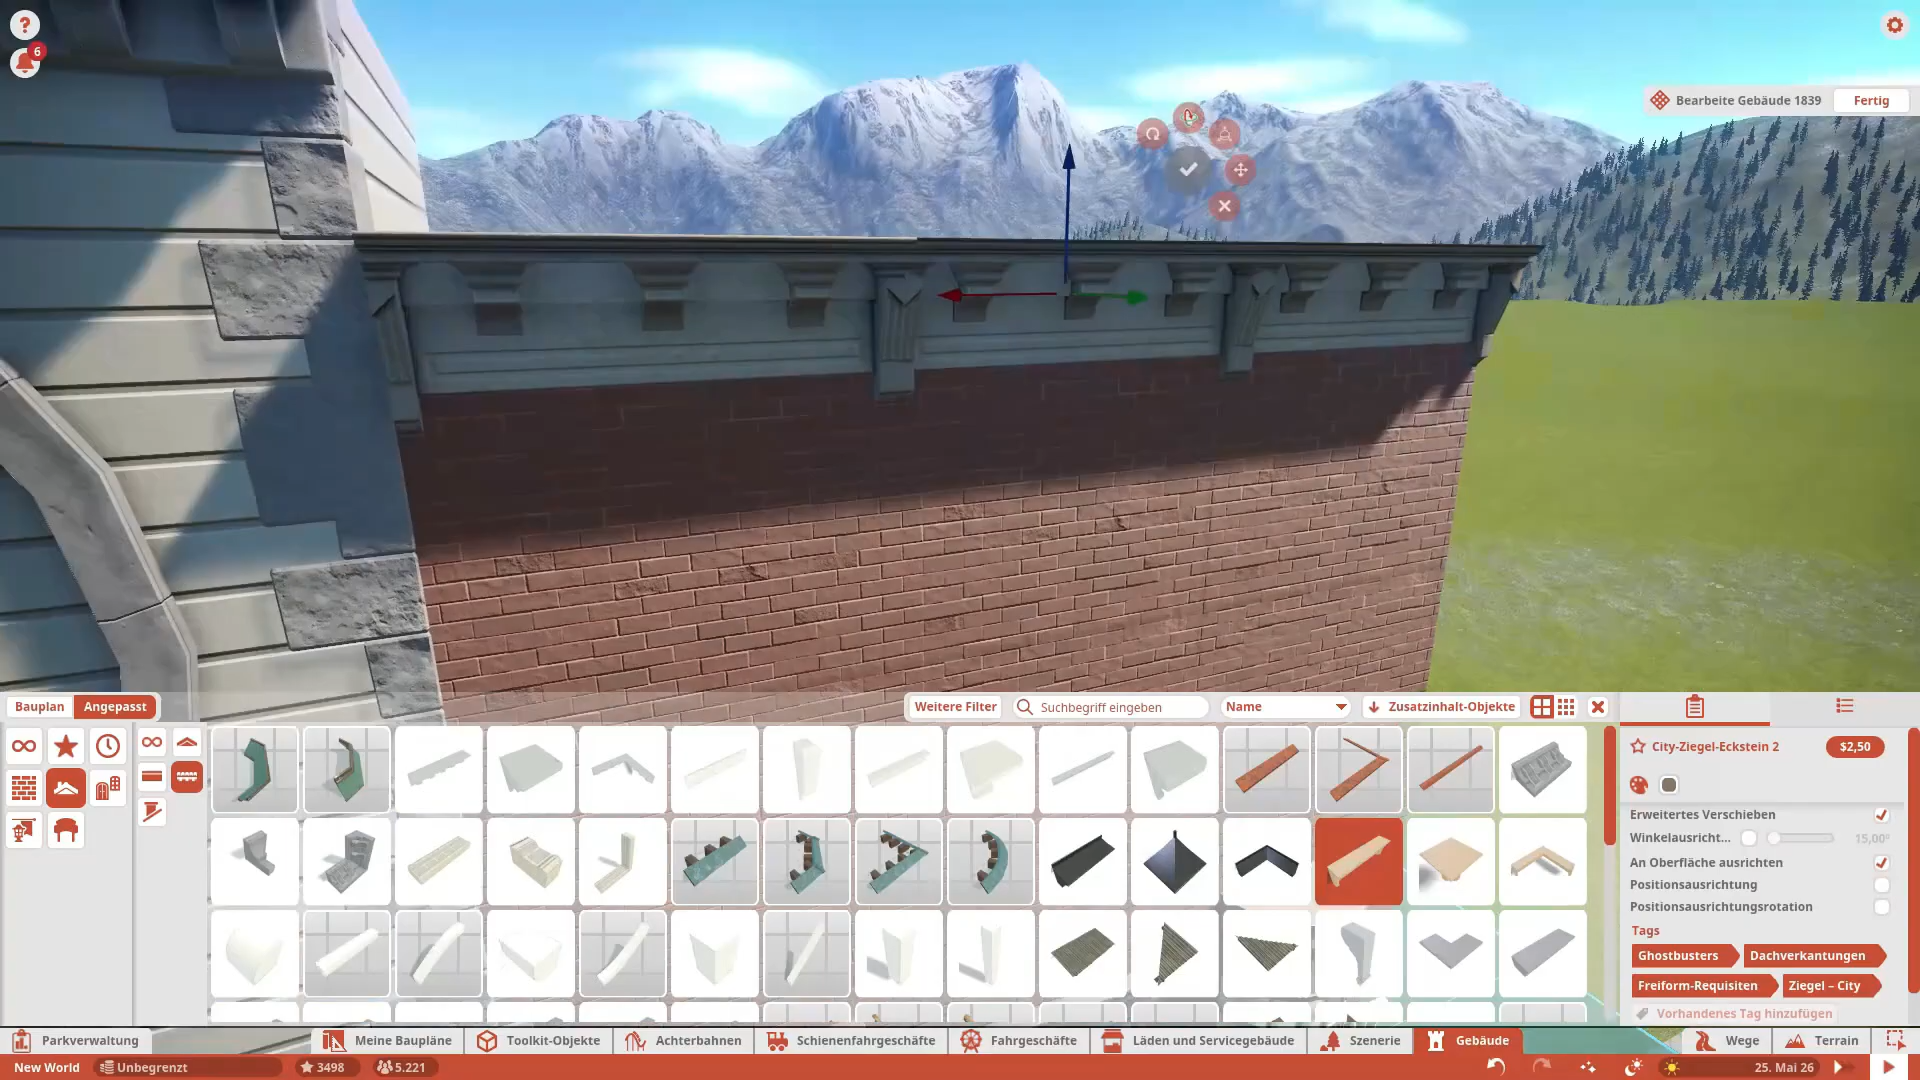 6
Bearbeite Gebäude 1839
Fertig
Bauplan
Angepasst
Weitere Filter
Suchbegriff eingeben
Name
Zusatzinhalt-Objekte
City-Ziegel-Eckstein 2
$2,50
Erweitertes Verschieben
Winkelausricht...
15,00°
An Oberfläche ausrichten
Positionsausrichtung
Positionsausrichtungsrotation
Tags
Ghostbusters
Dachverkantungen
Freiform-Requisiten
Ziegel – City
Vorhandenes Tag hinzufügen
Parkverwaltung
Meine Baupläne
Toolkit-Objekte
Achterbahnen
Schienenfahrgeschäfte
Fahrgeschäfte
Läden und Servicegebäude
Szenerie
Gebäude
Wege
Terrain
New World
Unbegrenzt
3498
5.221
25. Mai 26